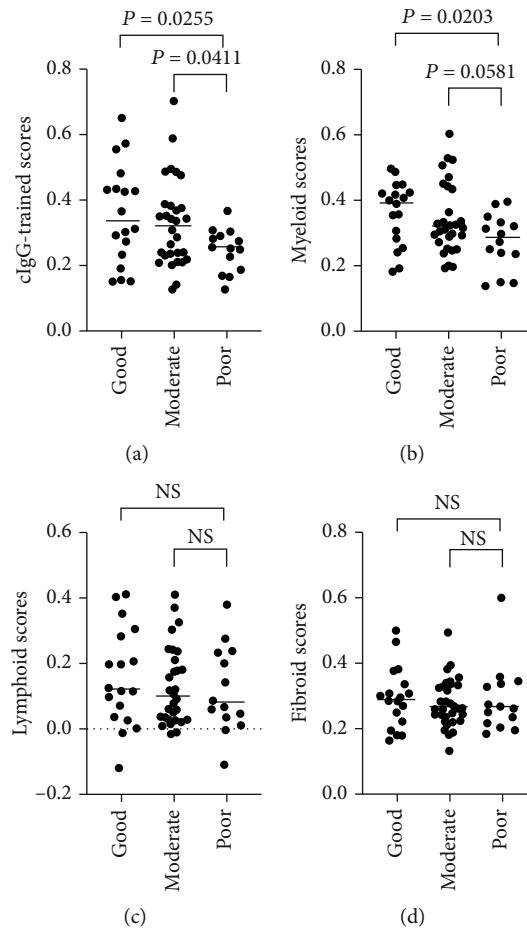 P = 0.0255
P = 0.0411
cIgG-trained scores
0.8
0.6
0.4
0.2
0.0
Good
Moderate
Poor
(a)
P = 0.0203
P = 0.0581
Myeloid scores
0.8
0.6
0.4
0.2
0.0
Good
Moderate
Poor
(b)
NS
NS
Lymphoid scores
0.6
0.4
0.2
0.0
−0.2
Good
Moderate
Poor
(c)
NS
NS
Fibroid scores
0.8
0.6
0.4
0.2
0.0
Good
Moderate
Poor
(d)